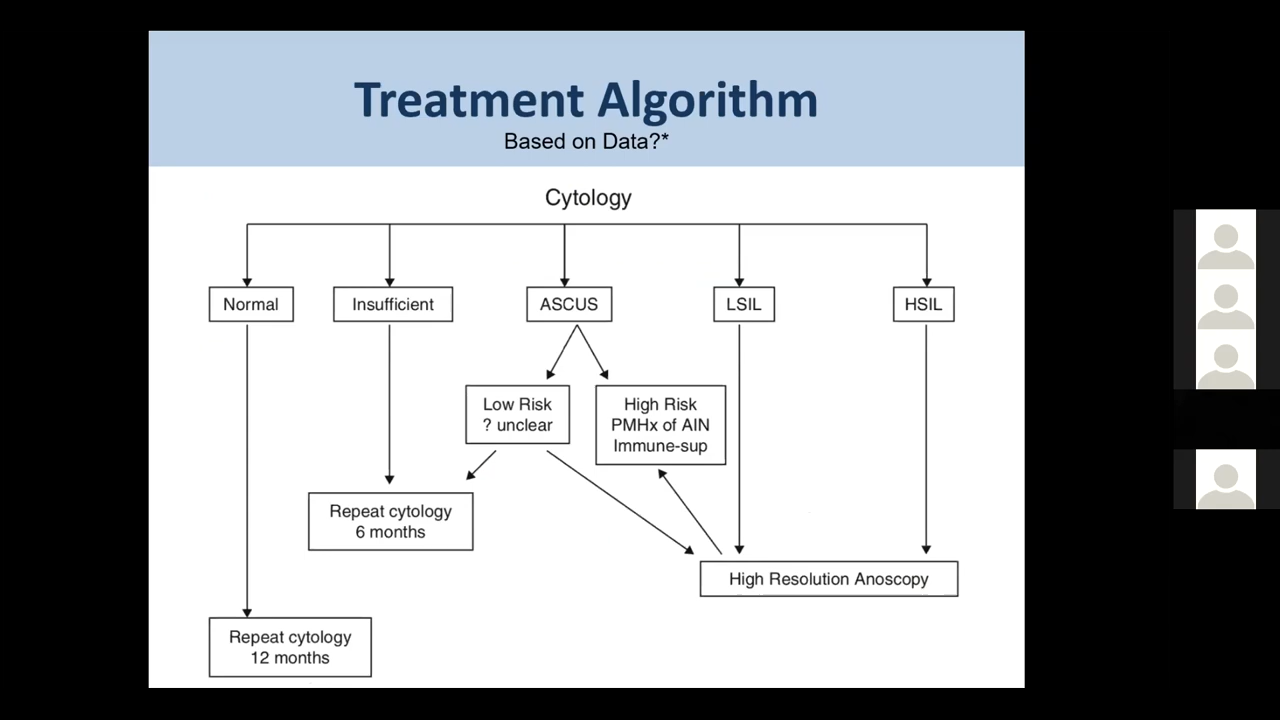 Treatment Algorithm
Based on Data?*
Cytology
Normal
Insufficient
ASCUS
LSIL
HSIL
Low Risk
? unclear
High Risk
PMHx of AIN
Immune-sup
Repeat cytology
6 months
High Resolution Anoscopy
Repeat cytology
12 months